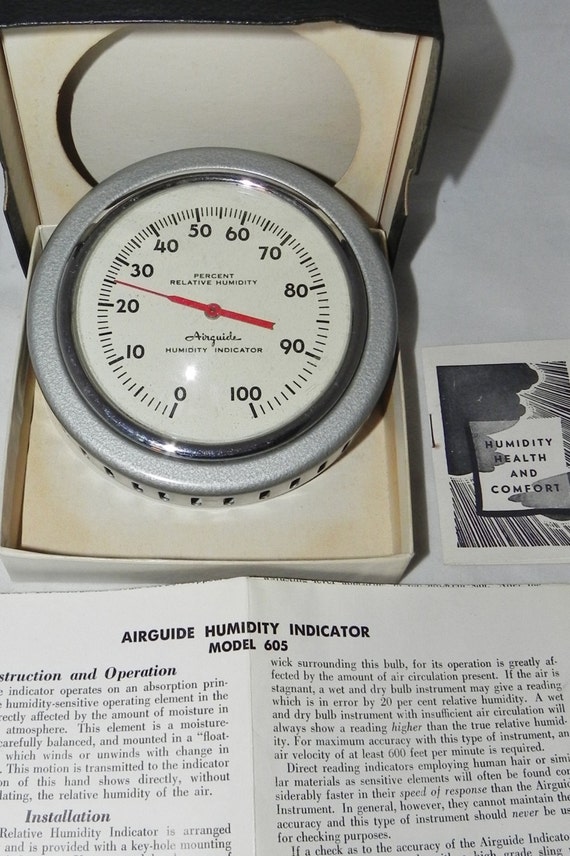 PERCENT
RELATIVE HUMIDITY
Airguide
HUMIDITY INDICATOR
0
10
20
30
40
50
60
70
80
90
100
HUMIDITY
HEALTH
AND
COMFORT
AIRGUIDE HUMIDITY INDICATOR
MODEL 605
struction and Operation
e indicator operates on an absorption prin-
e humidity-sensitive operating element in the
ectly affected by the amount of moisture in
atmosphere. This element is a moisture-
carefully balanced, and mounted in a "float-
which winds or unwinds with change in
. This motion is transmitted to the indicator
on of this hand shows directly, without
lating, the relative humidity of the air.
Installation
Relative Humidity Indicator is arranged
and is provided with a key-hole mounting
wick surrounding this bulb, for its operation is greatly af-
fected by the amount of air circulation present. If the air is
stagnant, a wet and dry bulb instrument may give a reading
which is in error by 20 per cent relative humidity. A wet
and dry bulb instrument with insufficient air circulation will
always show a reading higher than the true relative humid-
ity. For maximum accuracy with this type of instrument, an
air velocity of at least 600 feet per minute is required.
Direct reading indicators employing human hair or simi
lar materials as sensitive elements will often be found con
siderably faster in their speed of response than the Airguid
Instrument. In general, however, they cannot maintain the
accuracy and this type of instrument should never be us
for checking purposes.
If a check as to the accuracy of the Airguide Indicator
high grade sling